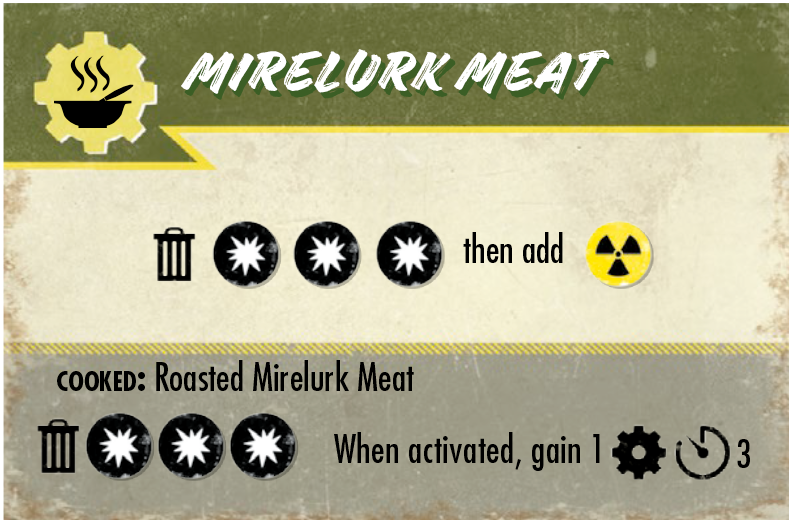 MIRELURK MEAT
then add
COOKED: Roasted Mirelurk Meat
When activated, gain 1 3